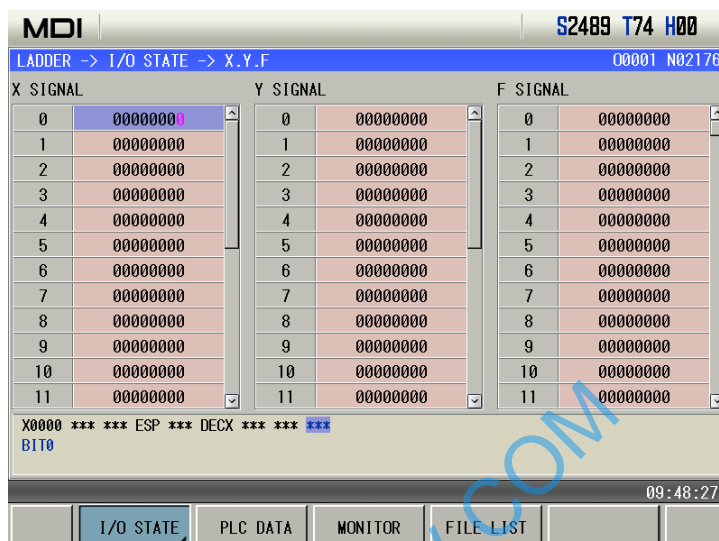 MDI S2489 T74 H00
LADDER -> I/O STATE -> X.Y.F O0001 N02176
X SIGNAL Y SIGNAL F SIGNAL
0 00000000 0 00000000 0 00000000
1 00000000 1 00000000 1 00000000
2 00000000 2 00000000 2 00000000
3 00000000 3 00000000 3 00000000
4 00000000 4 00000000 4 00000000
5 00000000 5 00000000 5 00000000
6 00000000 6 00000000 6 00000000
7 00000000 7 00000000 7 00000000
8 00000000 8 00000000 8 00000000
9 00000000 9 00000000 9 00000000
10 00000000 10 00000000 10 00000000
11 00000000 11 00000000 11 00000000
X0000 *** *** ESP *** DECX *** *** ***
BIT0
09:48:27
I/O STATE PLC DATA MONITOR FILE LIST
.COM